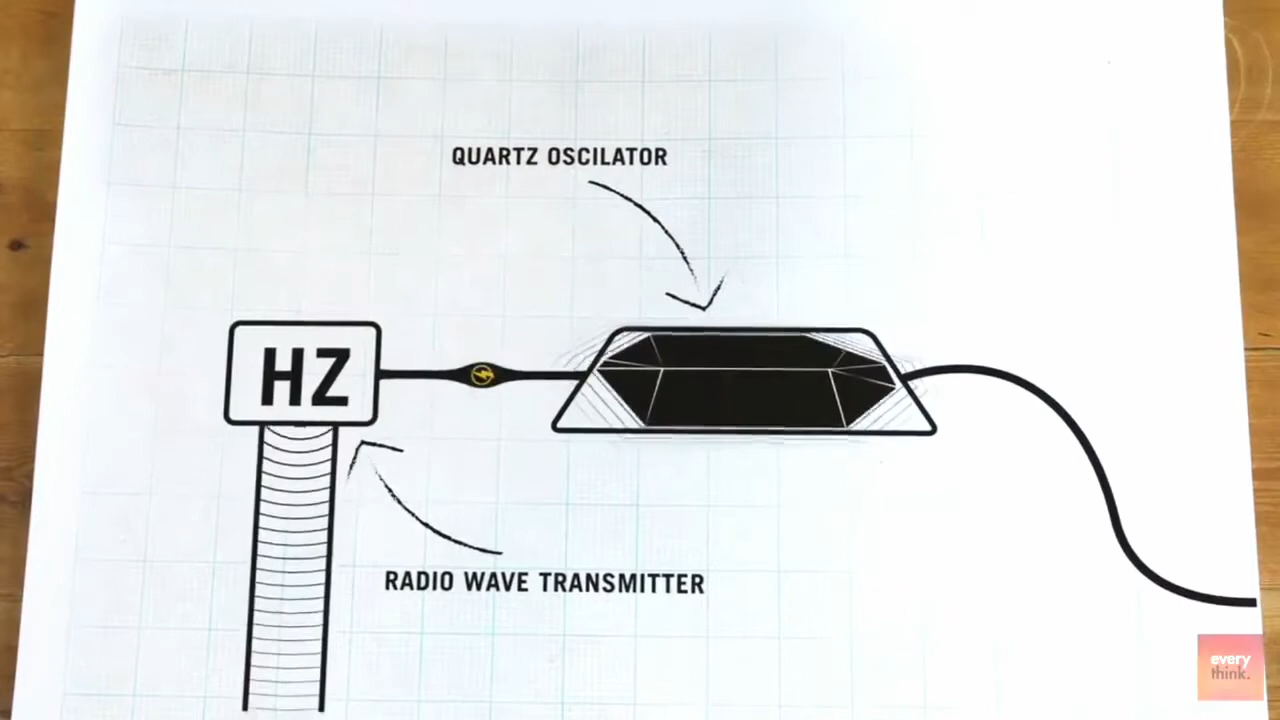 QUARTZ OSCILATOR
HZ
RADIO WAVE TRANSMITTER
every
think.